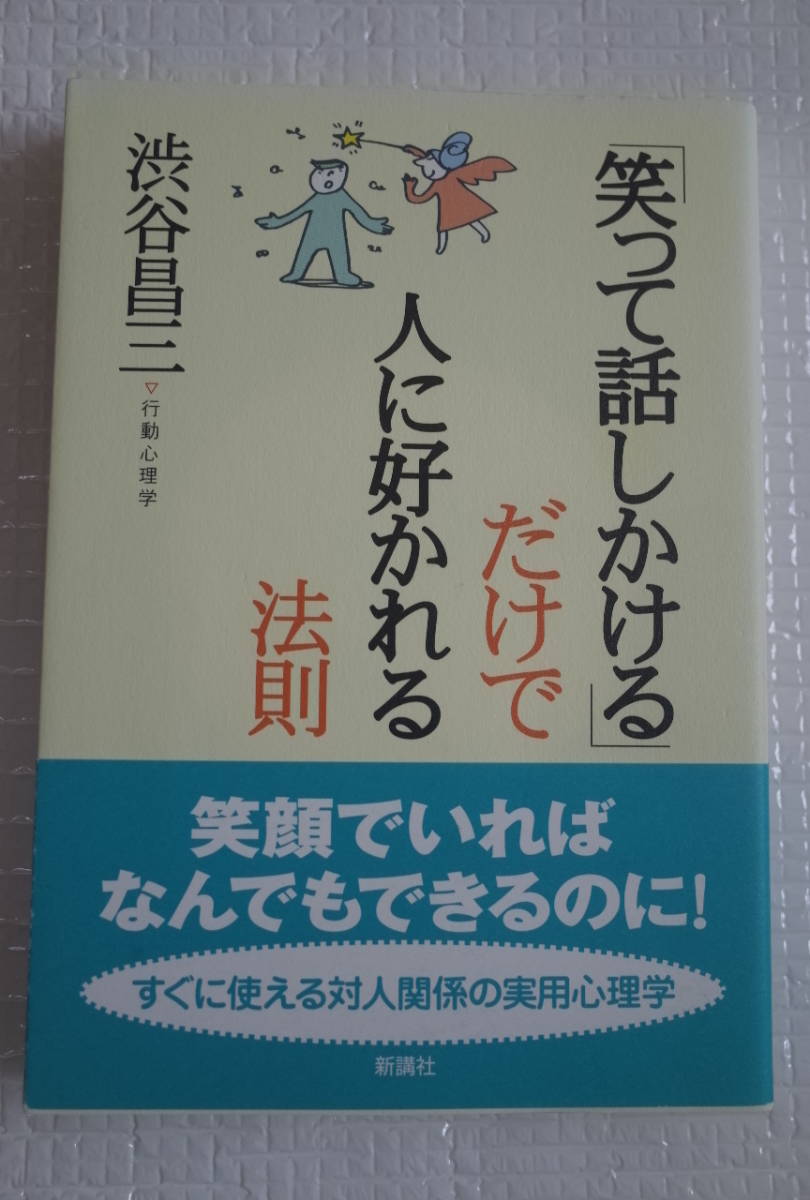 「笑って話しかける」
だけで
人に好かれる
法則
渋谷昌三
▽行動心理学
笑顔でいれば
なんでもできるのに!
すぐに使える対人関係の実用心理学
新講社